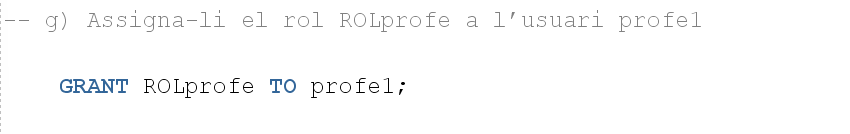 -- g) Assigna-li el rol ROLprofe a l’usuari profe1
GRANT ROLprofe TO profe1;